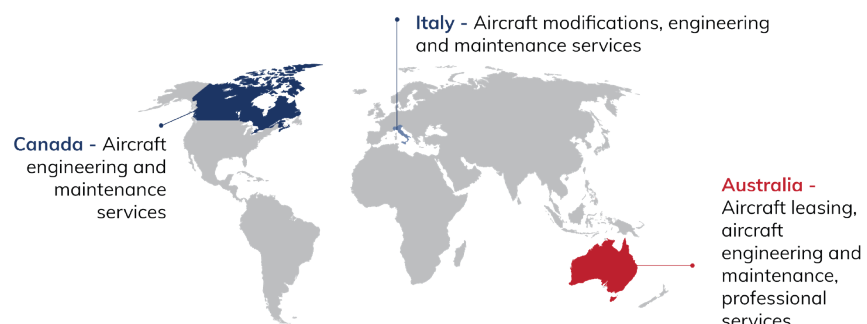 Italy - Aircraft modifications, engineering
and maintenance services
Canada - Aircraft
engineering and
maintenance
services
Australia -
Aircraft leasing,
aircraft
engineering and
maintenance,
professional
services